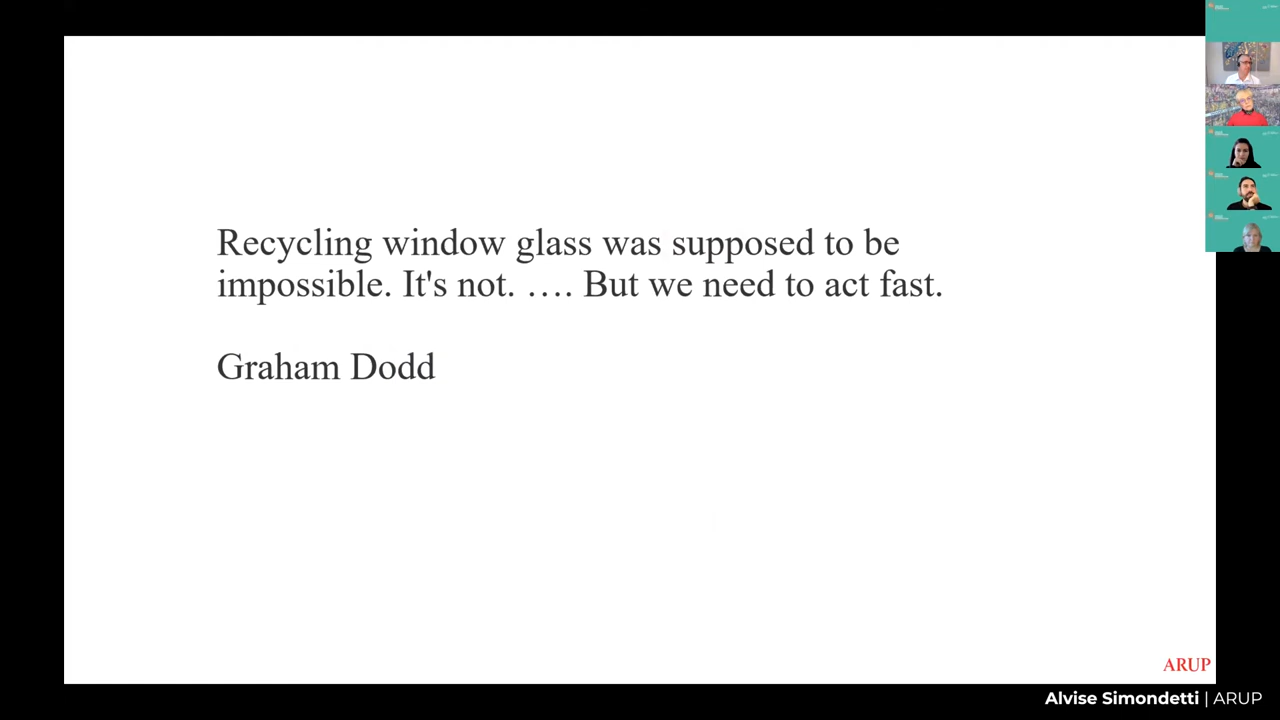 Recycling window glass was supposed to be
impossible. It's not. …. But we need to act fast.
Graham Dodd
ARUP
Alvise Simondetti | ARUP